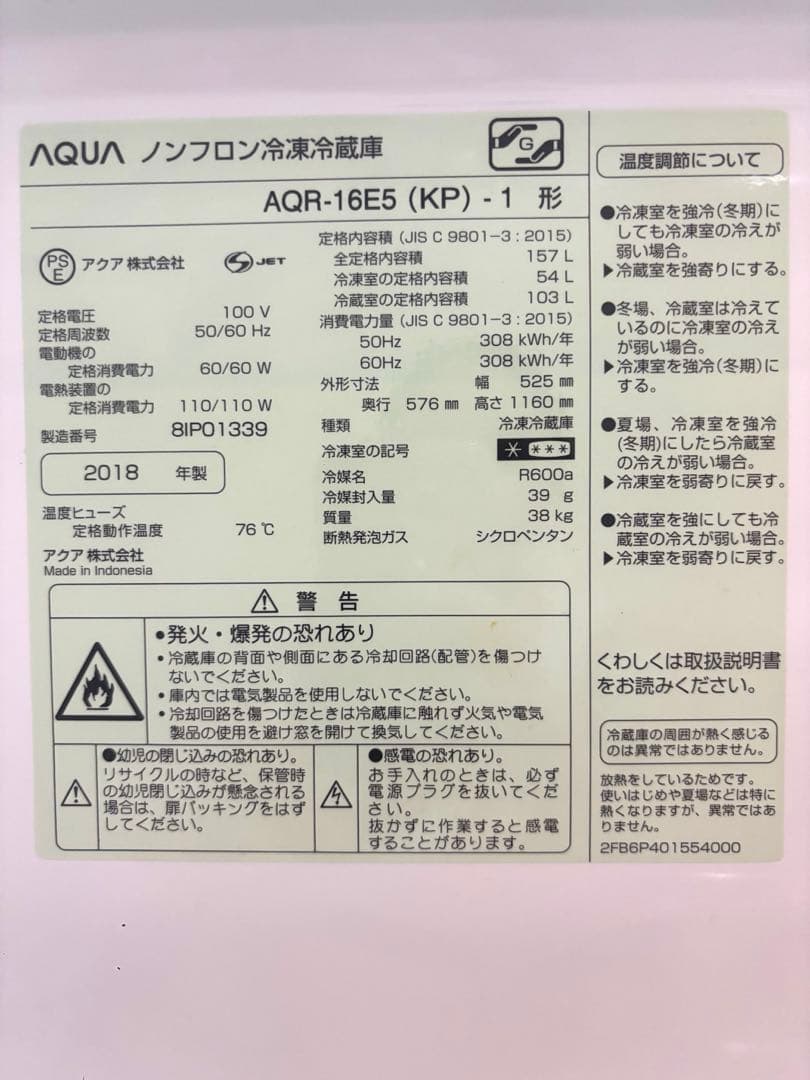 AQUA ノンフロン冷凍冷蔵庫
G
AQR-16E5 (KP) - 1 形
PS
E
アクア 株式会社
JET
定格電圧 100 V
定格周波数 50/60 Hz
電動機の
定格消費電力 60/60 W
電熱装置の
定格消費電力 110/110 W
製造番号 8IP01339
2018 年製
温度ヒューズ
定格動作温度 76 ℃
アクア 株式会社
Made in Indonesia
定格内容積 (JIS C 9801-3 : 2015)
全定格内容積 157 L
冷凍室の定格内容積 54 L
冷蔵室の定格内容積 103 L
消費電力量 (JIS C 9801-3 : 2015)
50Hz 308 kWh/年
60Hz 308 kWh/年
外形寸法 幅 525 mm
奥行 576 mm 高さ 1160 mm
種類 冷凍冷蔵庫
冷凍室の記号 * ***
冷媒名 R600a
冷媒封入量 39 g
質量 38 kg
断熱発泡ガス シクロペンタン
警 告
•発火・爆発の恐れあり
•冷蔵庫の背面や側面にある冷却回路(配管)を傷つけ
ないでください。
•庫内では電気製品を使用しないでください。
•冷却回路を傷つけたときは冷蔵庫に触れず火気や電気
製品の使用を避け窓を開けて換気してください。
●幼児の閉じ込みの恐れあり。
リサイクルの時など、保管時
の幼児閉じ込みが懸念される
場合は、扉パッキングをはず
してください。
●感電の恐れあり。
お手入れのときは、必ず
電源プラグを抜いてくだ
さい。
抜かずに作業すると感電
することがあります。
温度調節について
●冷凍室を強冷(冬期)に
しても冷凍室の冷えが
弱い場合。
▶冷蔵室を強寄りにする。
●冬場、冷蔵室は冷えて
いるのに冷凍室の冷え
が弱い場合。
▶冷凍室を強冷(冬期)に
する。
●夏場、冷凍室を強冷
(冬期)にしたら冷蔵室
の冷えが弱い場合。
▶冷凍室を弱寄りに戻す。
●冷蔵室を強にしても冷
蔵室の冷えが弱い場合。
▶冷凍室を弱寄りに戻す。
くわしくは取扱説明書
をお読みください。
冷蔵庫の周囲が熱く感じる
のは異常ではありません。
放熱をしているためです。
使いはじめや夏場などは特に
熱くなりますが、異常ではあ
りません。
2FB6P401554000